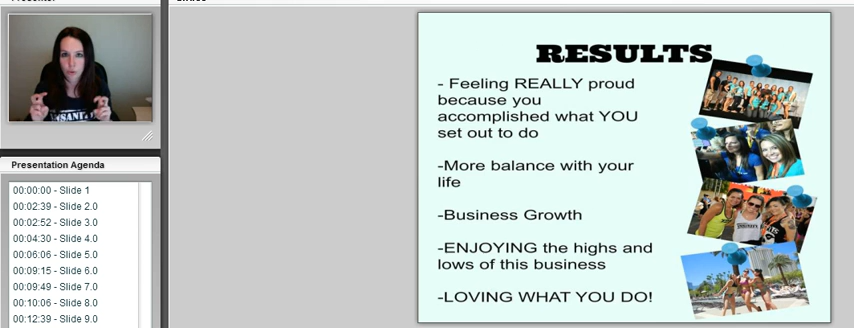 Presentation Agenda
00:00:00 - Slide 1
00:02:39 - Slide 2.0
00:02:52 - Slide 3.0
00:04:30 - Slide 4.0
00:06:06 - Slide 5.0
00:09:15 - Slide 6.0
00:09:49 - Slide 7.0
00:10:06 - Slide 8.0
00:12:39 - Slide 9.0
RESULTS
- Feeling REALLY proud
because you
accomplished what YOU
set out to do
-More balance with your
life
-Business Growth
-ENJOYING the highs and
lows of this business
-LOVING WHAT YOU DO!